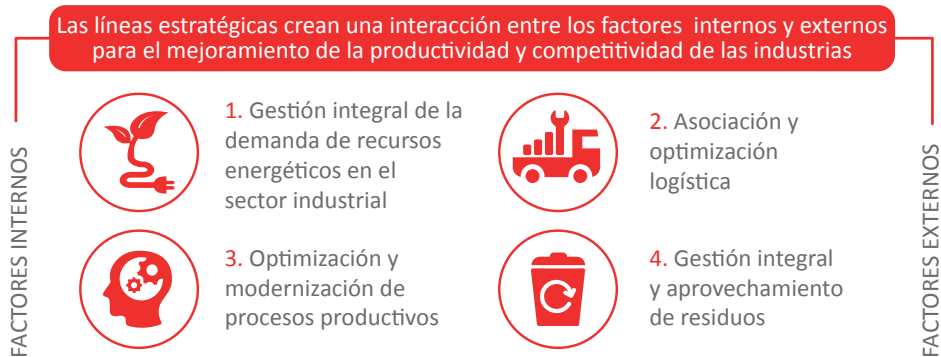 Las líneas estratégicas crean una interacción entre los factores internos y externos
para el mejoramiento de la productividad y competitividad de las industrias
FACTORES INTERNOS
1. Gestión integral de la
demanda de recursos
energéticos en el
sector industrial
2. Asociación y
optimización
logística
3. Optimización y
modernización de
procesos productivos
4. Gestión integral
y aprovechamiento
de residuos
FACTORES EXTERNOS